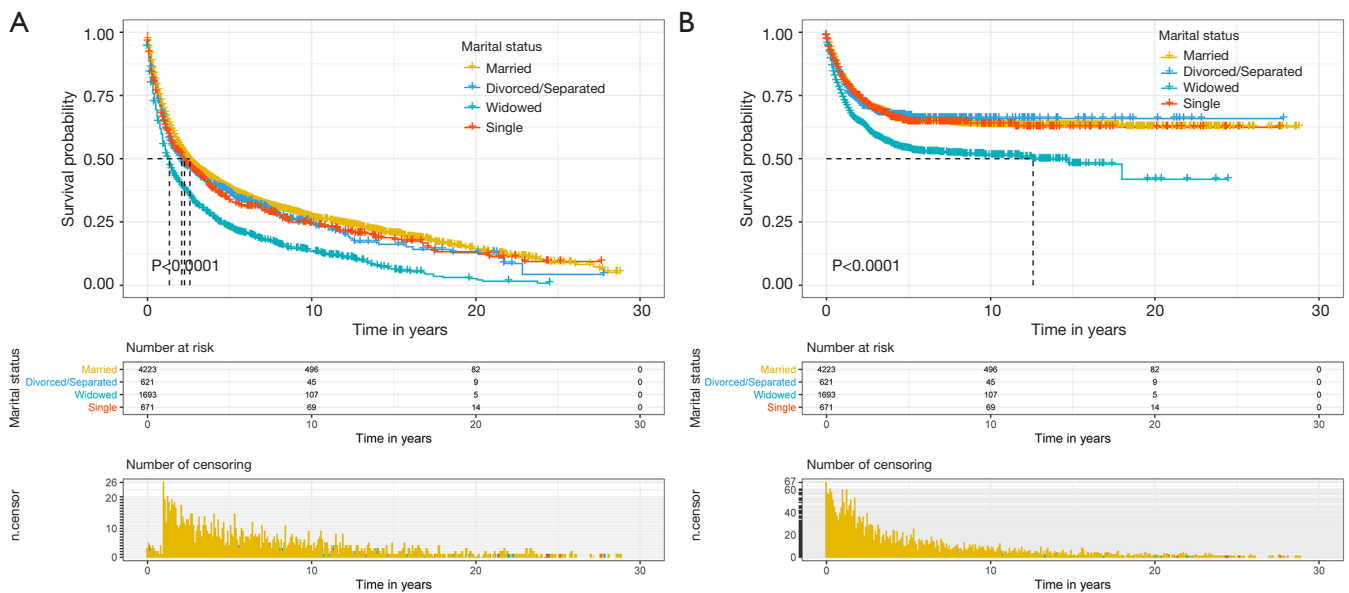 A
1.00
0.75
0.50
0.25
0.00
Survival probability
Marital status
Married
Divorced/Separated
Widowed
Single
P<0.0001
0 10 20 30
Time in years
Number at risk
Marital status
Married 4223 496 82 0
Divorced/Separated 621 45 9 0
Widowed 1693 107 5 0
Single 671 69 14 0
0 10 20 30
Time in years
Number of censoring
n.censor
26
20
10
0
0 10 20 30
Time in years
B
1.00
0.75
0.50
0.25
0.00
Survival probability
Marital status
Married
Divorced/Separated
Widowed
Single
P<0.0001
0 10 20 30
Time in years
Number at risk
Marital status
Married 4223 496 82 0
Divorced/Separated 621 45 9 0
Widowed 1693 107 5 0
Single 671 69 14 0
0 10 20 30
Time in years
Number of censoring
n.censor
67
60
40
20
0
0 10 20 30
Time in years